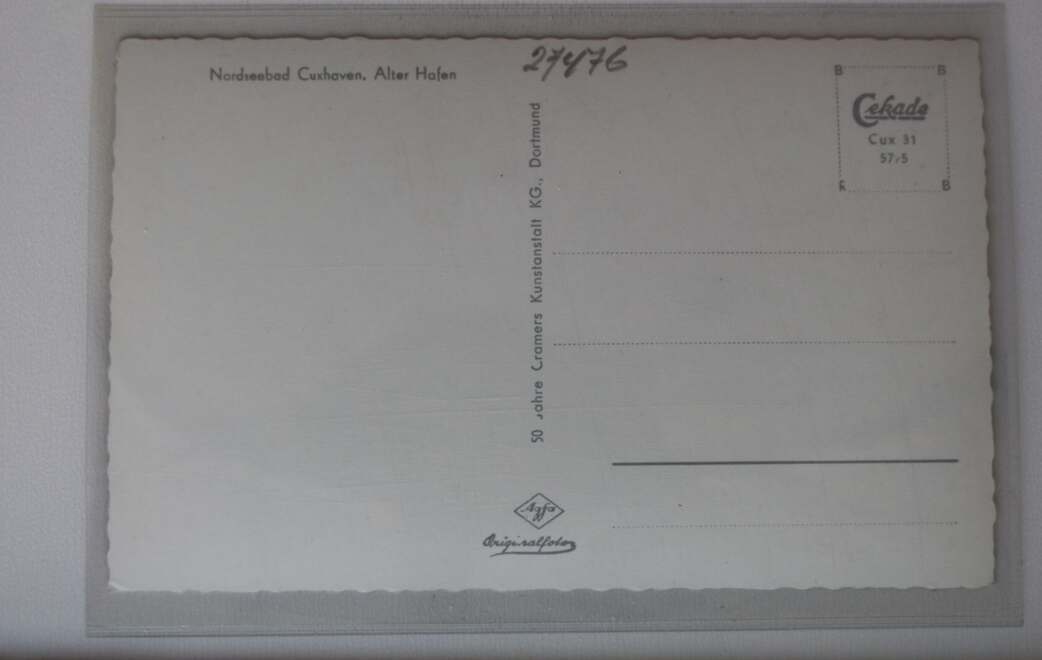 Nordseebad Cuxhaven, Alter Hafen
27476
50 Jahre Cramers Kunstanstalt KG., Dortmund
B B
Cekade
Cux 31
57/5
R B
Agfa
Originalfoto